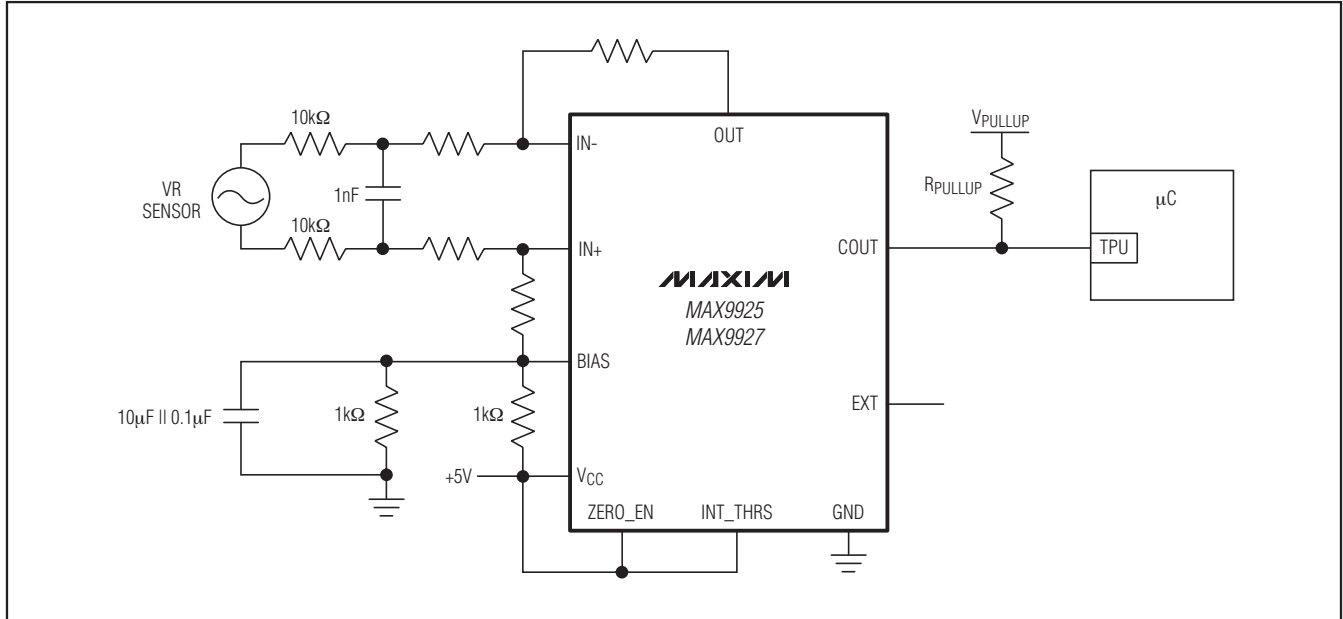 10kΩ
OUT
VPULLUP
IN-
RPULLUP
μC
VR
SENSOR
1nF
10kΩ
IN+
COUT
TPU
MAXIM
MAX9925
MAX9927
BIAS
10μF II 0.1μF
1kΩ
1kΩ
EXT
+5V
VCC
ZERO_EN
INT_THRS
GND